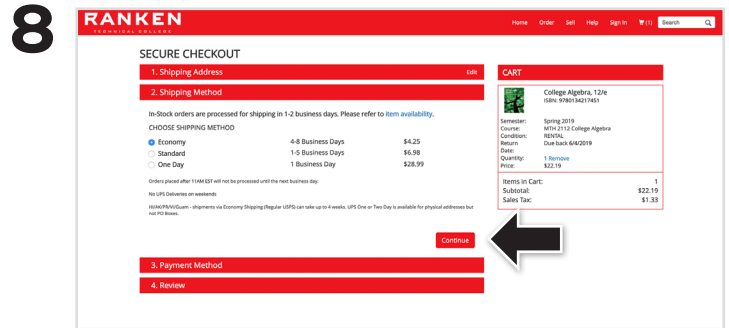 8
RANKEN
TECHNICAL COLLEGE
Home Order Sell Help Sign In (1) Search
SECURE CHECKOUT
1. Shipping Address Edit
2. Shipping Method
In-Stock orders are processed for shipping in 1-2 business days. Please refer to item availability.
CHOOSE SHIPPING METHOD
Economy 4-8 Business Days $4.25
Standard 1-5 Business Days $6.98
One Day 1 Business Day $28.99
Orders placed after 11AM EST will not be processed until the next business day.
No UPS Deliveries on weekends
HI/AK/PR/VI/Guam - shipments via Economy Shipping (Regular USPS) can take up to 4 weeks. UPS One or Two Day is available for physical addresses but
not PO Boxes.
Continue
3. Payment Method
4. Review
CART
College Algebra, 12/e
ISBN: 9780134217451
Semester: Spring 2019
Course: MTH 2112 College Algebra
Condition: RENTAL
Return Date: Due back 6/4/2019
Quantity: 1 Remove
Price: $22.19
Items in Cart: 1
Subtotal: $22.19
Sales Tax: $1.33